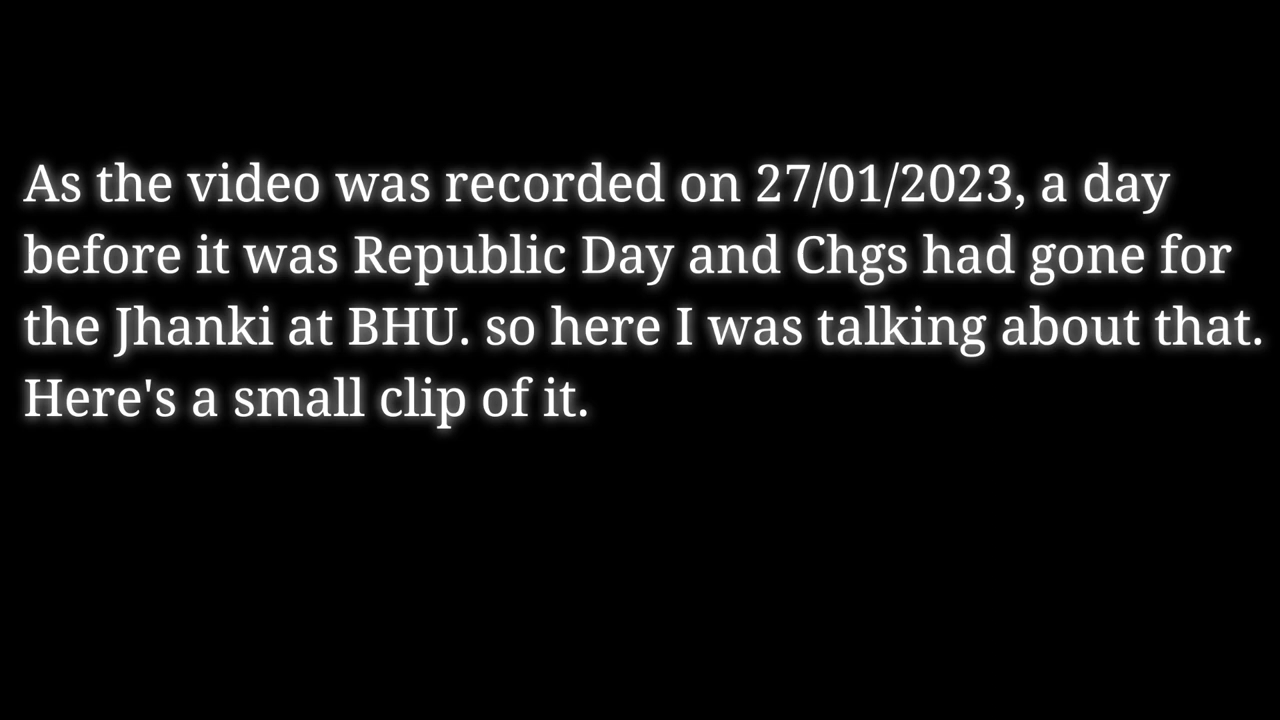 As the video was recorded on 27/01/2023, a day
before it was Republic Day and Chgs had gone for
the Jhanki at BHU. so here I was talking about that.
Here's a small clip of it.